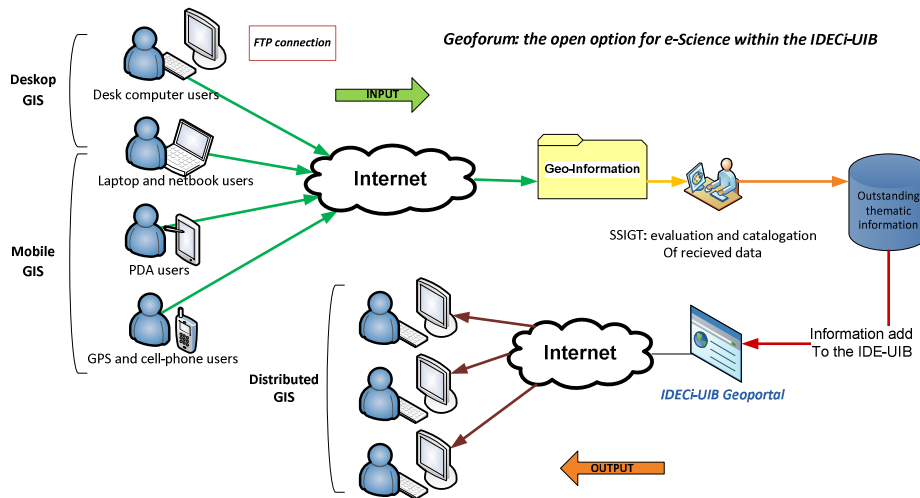 Geoforum: the open option for e-Science within the IDECi-UIB
FTP connection
Deskop
GIS
Desk computer users
INPUT
Laptop and netbook users
Internet
Geo-Information
Outstanding
thematic
information
SSIGT: evaluation and catalogation
Of recieved data
Mobile
GIS
PDA users
GPS and cell-phone users
Information add
To the IDE-UIB
Internet
Distributed
GIS
IDECi-UIB Geoportal
OUTPUT